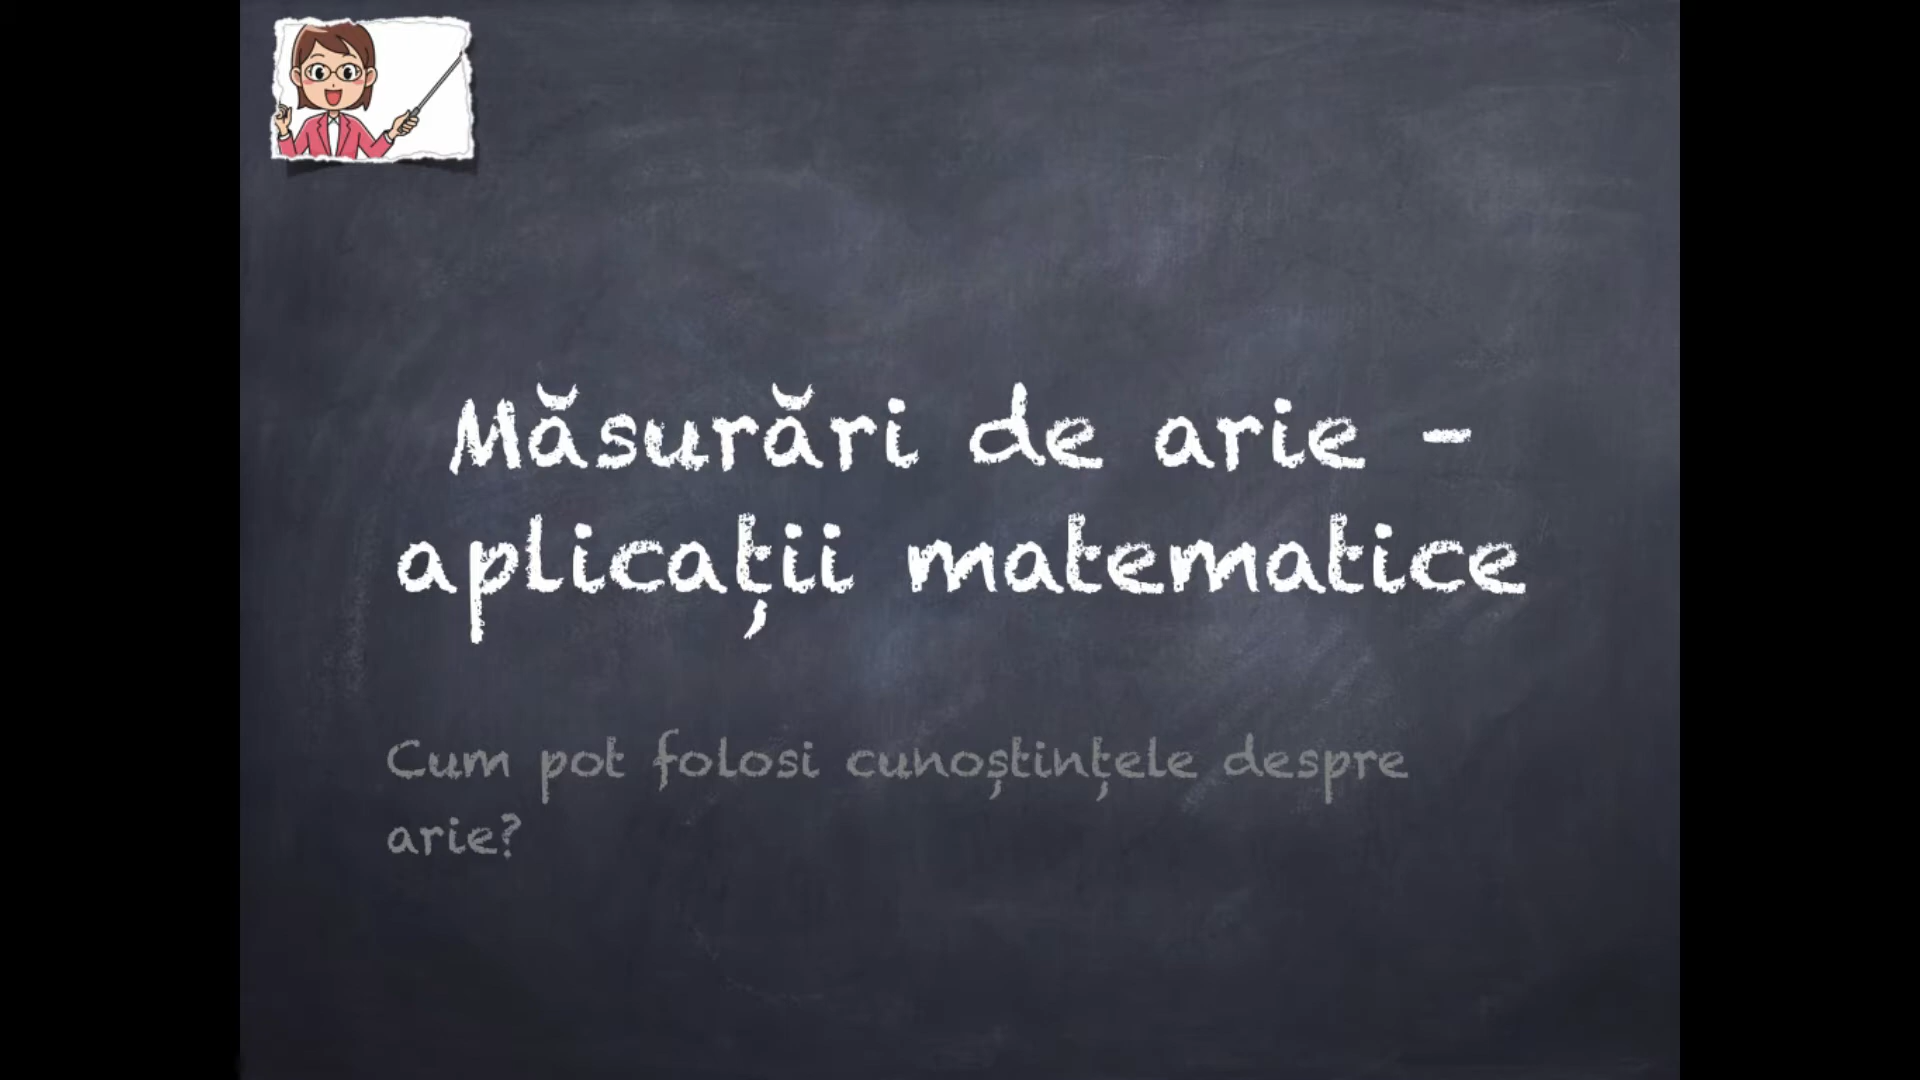 Măsurări de arie -
aplicații matematice
Cum pot folosi cunoștințele despre
arie?